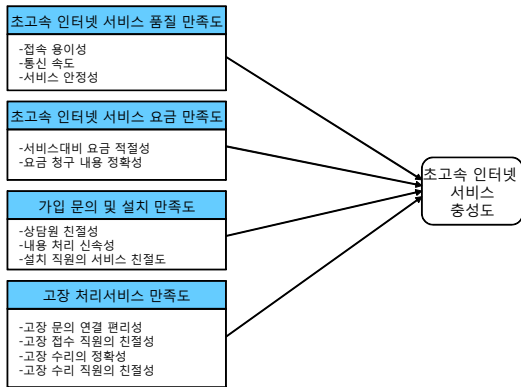 초고속 인터넷 서비스 품질 만족도
-접속 용이성
-통신 속도
-서비스 안정성
초고속 인터넷 서비스 요금 만족도
-서비스대비 요금 적절성
-요금 청구 내용 정확성
가입 문의 및 설치 만족도
-상담원 친절성
-내용 처리 신속성
-설치 직원의 서비스 친절도
고장 처리서비스 만족도
-고장 문의 연결 편리성
-고장 접수 직원의 친절성
-고장 수리의 정확성
-고장 수리 직원의 친절성
초고속 인터넷
서비스
충성도